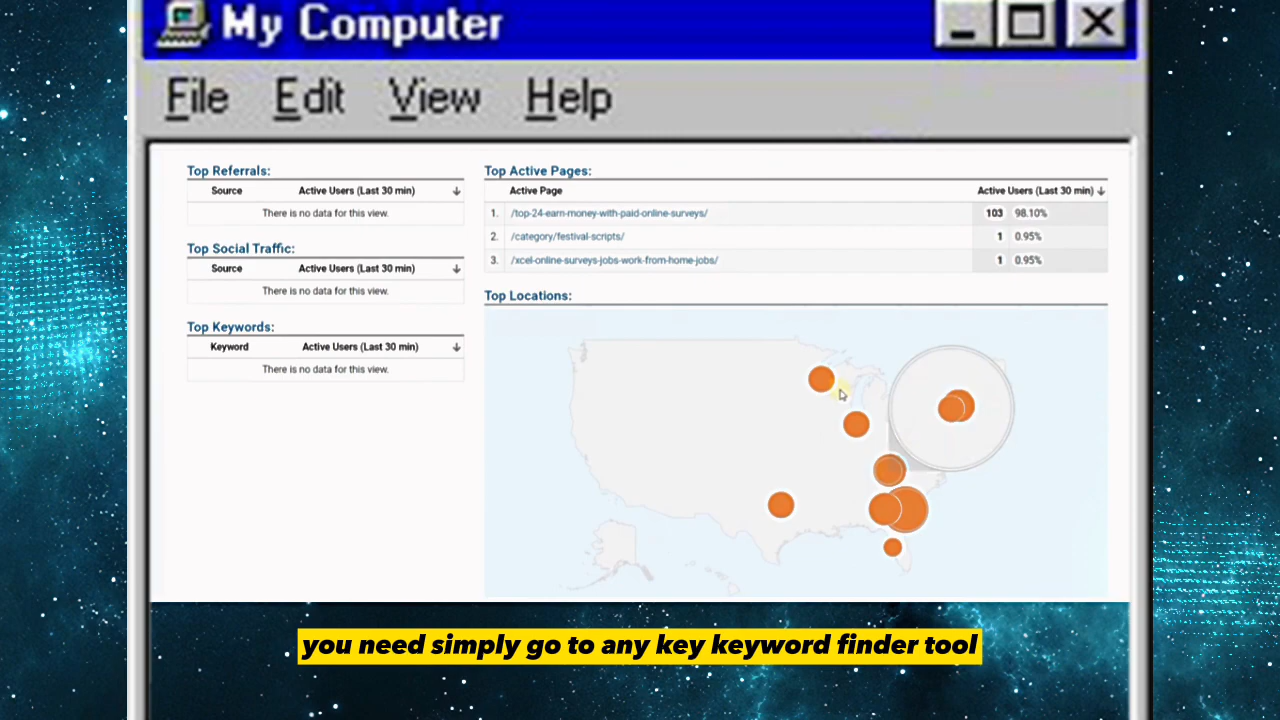 My Computer
File Edit View Help
Top Referrals:
Source Active Users (Last 30 min)
There is no data for this view.
Top Social Traffic:
Source Active Users (Last 30 min)
There is no data for this view.
Top Keywords:
Keyword Active Users (Last 30 min)
There is no data for this view.
Top Active Pages:
Active Page Active Users (Last 30 min)
1. /top-24-earn-money-with-paid-online-surveys/ 103 98.10%
2. /category/festival-scripts/ 1 0.95%
3. /xcel-online-surveys-jobs-work-from-home-jobs/ 1 0.95%
Top Locations:
you need simply go to any key keyword finder tool